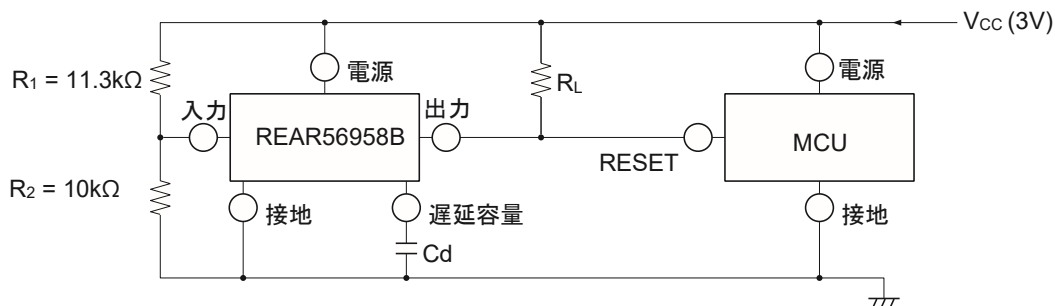 VCC (3V)
R1 = 11.3kΩ
電源
RL
電源
入力
出力
REAR56958B
RESET
MCU
R2 = 10kΩ
接地
遅延容量
接地
Cd